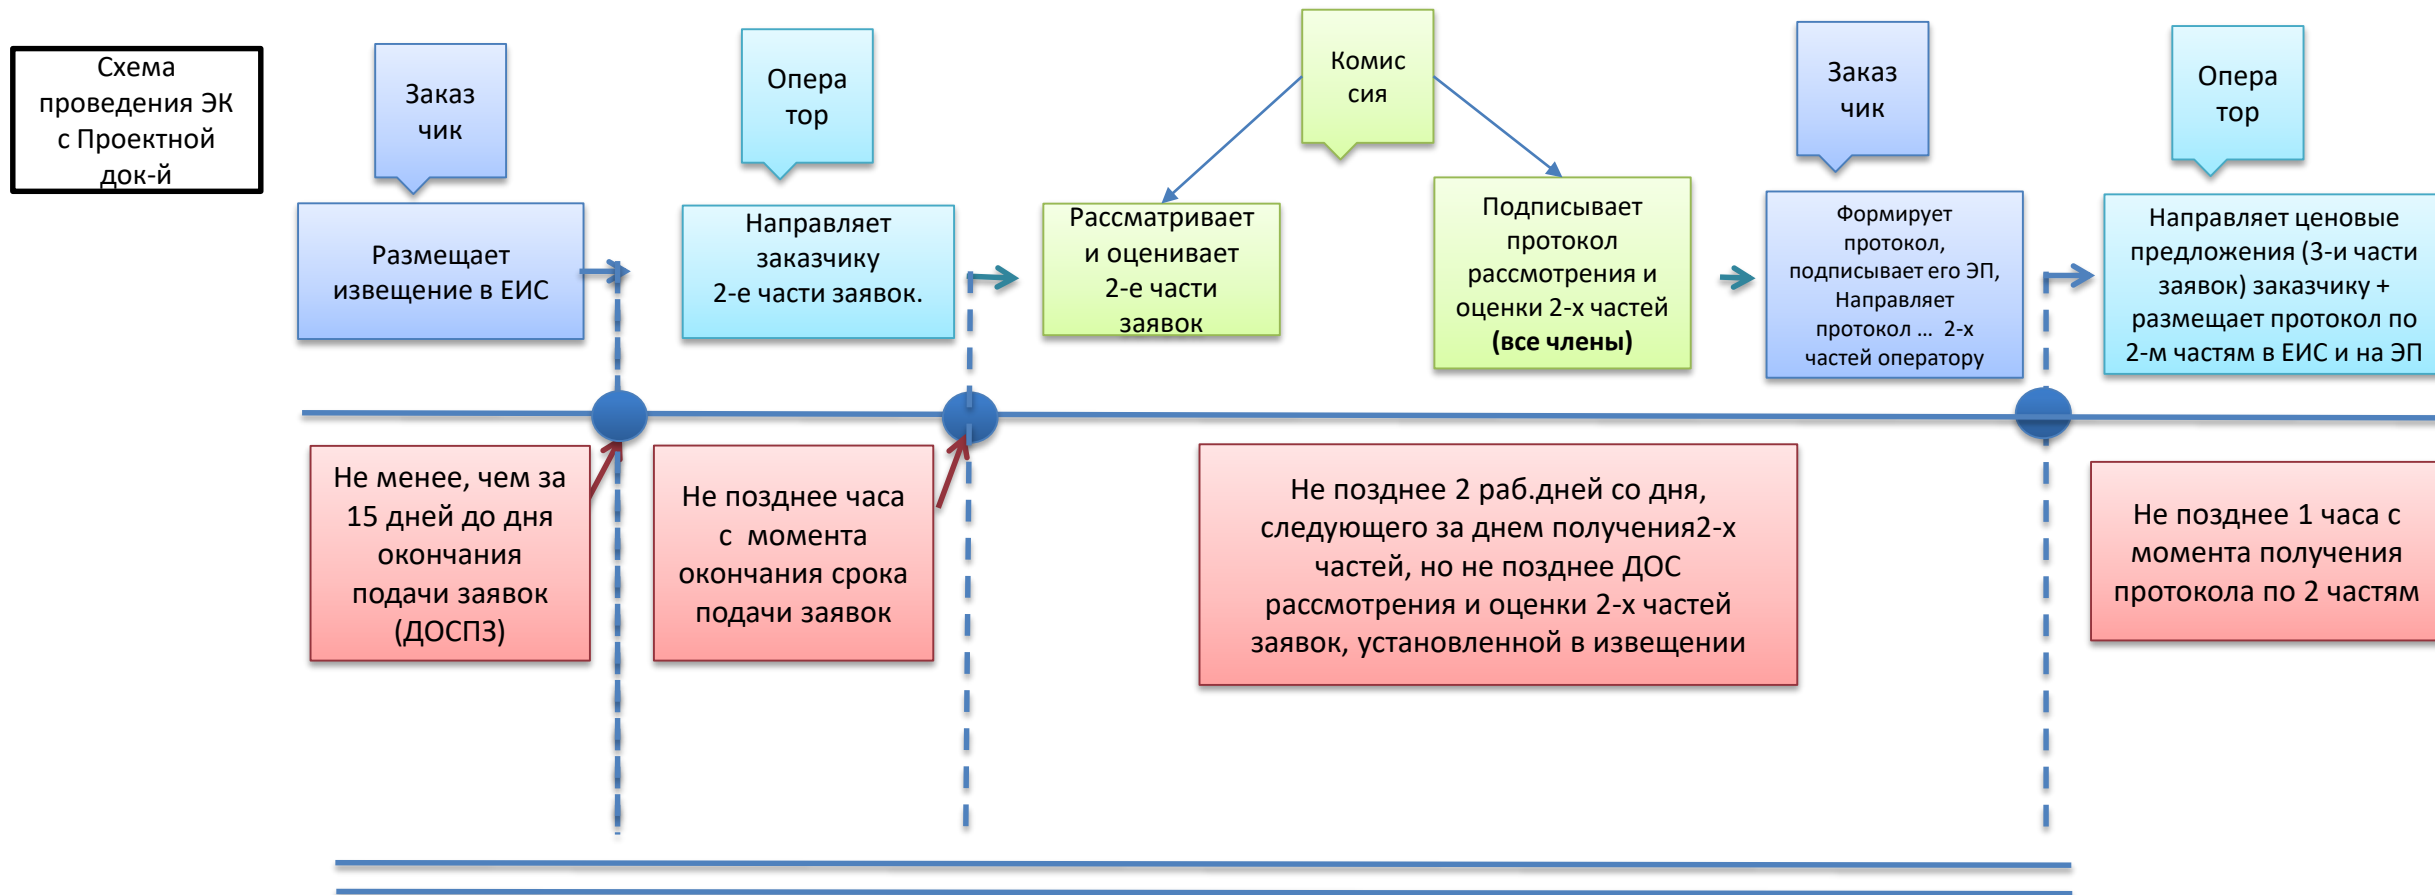 Схема
проведения ЭК
с Проектной
док-й
Заказ
чик
Опера
тор
Комис
сия
Заказ
чик
Опера
тор
Размещает
извещение в ЕИС
Направляет
заказчику
2-е части заявок.
Рассматривает
и оценивает
2-е части
заявок
Подписывает
протокол
рассмотрения и
оценки 2-х частей
(все члены)
Формирует
протокол,
подписывает его ЭП,
Направляет
протокол ... 2-х
частей оператору
Направляет ценовые
предложения (3-и части
заявок) заказчику +
размещает протокол по
2-м частям в ЕИС и на ЭП
Не менее, чем за
15 дней до дня
окончания
подачи заявок
(ДОСПЗ)
Не позднее часа
с момента
окончания срока
подачи заявок
Не позднее 2 раб.дней со дня,
следующего за днем получения2-х
частей, но не позднее ДОС
рассмотрения и оценки 2-х частей
заявок, установленной в извещении
Не позднее 1 часа с
момента получения
протокола по 2 частям